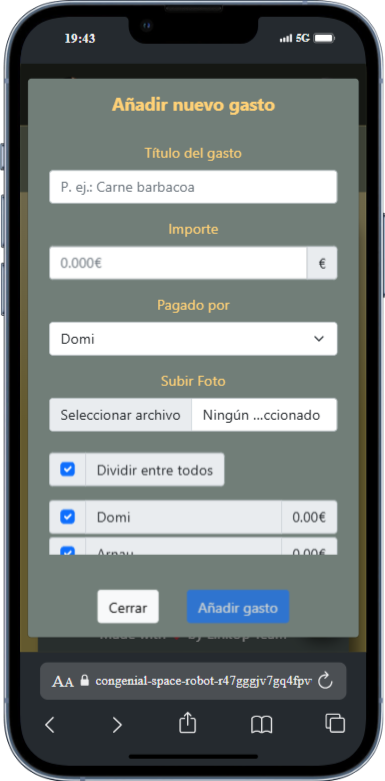 19:43
5G
Añadir nuevo gasto
Título del gasto
P. ej.: Carne barbacoa
Importe
0.000€ €
Pagado por
Domi
Subir Foto
Seleccionar archivo Ningún ...ccionado
Dividir entre todos
Domi 0.00€
Arnau 0.00€
Cerrar Añadir gasto
made with by Team
AA congenial-space-robot-r47gggjv7gq4fpv